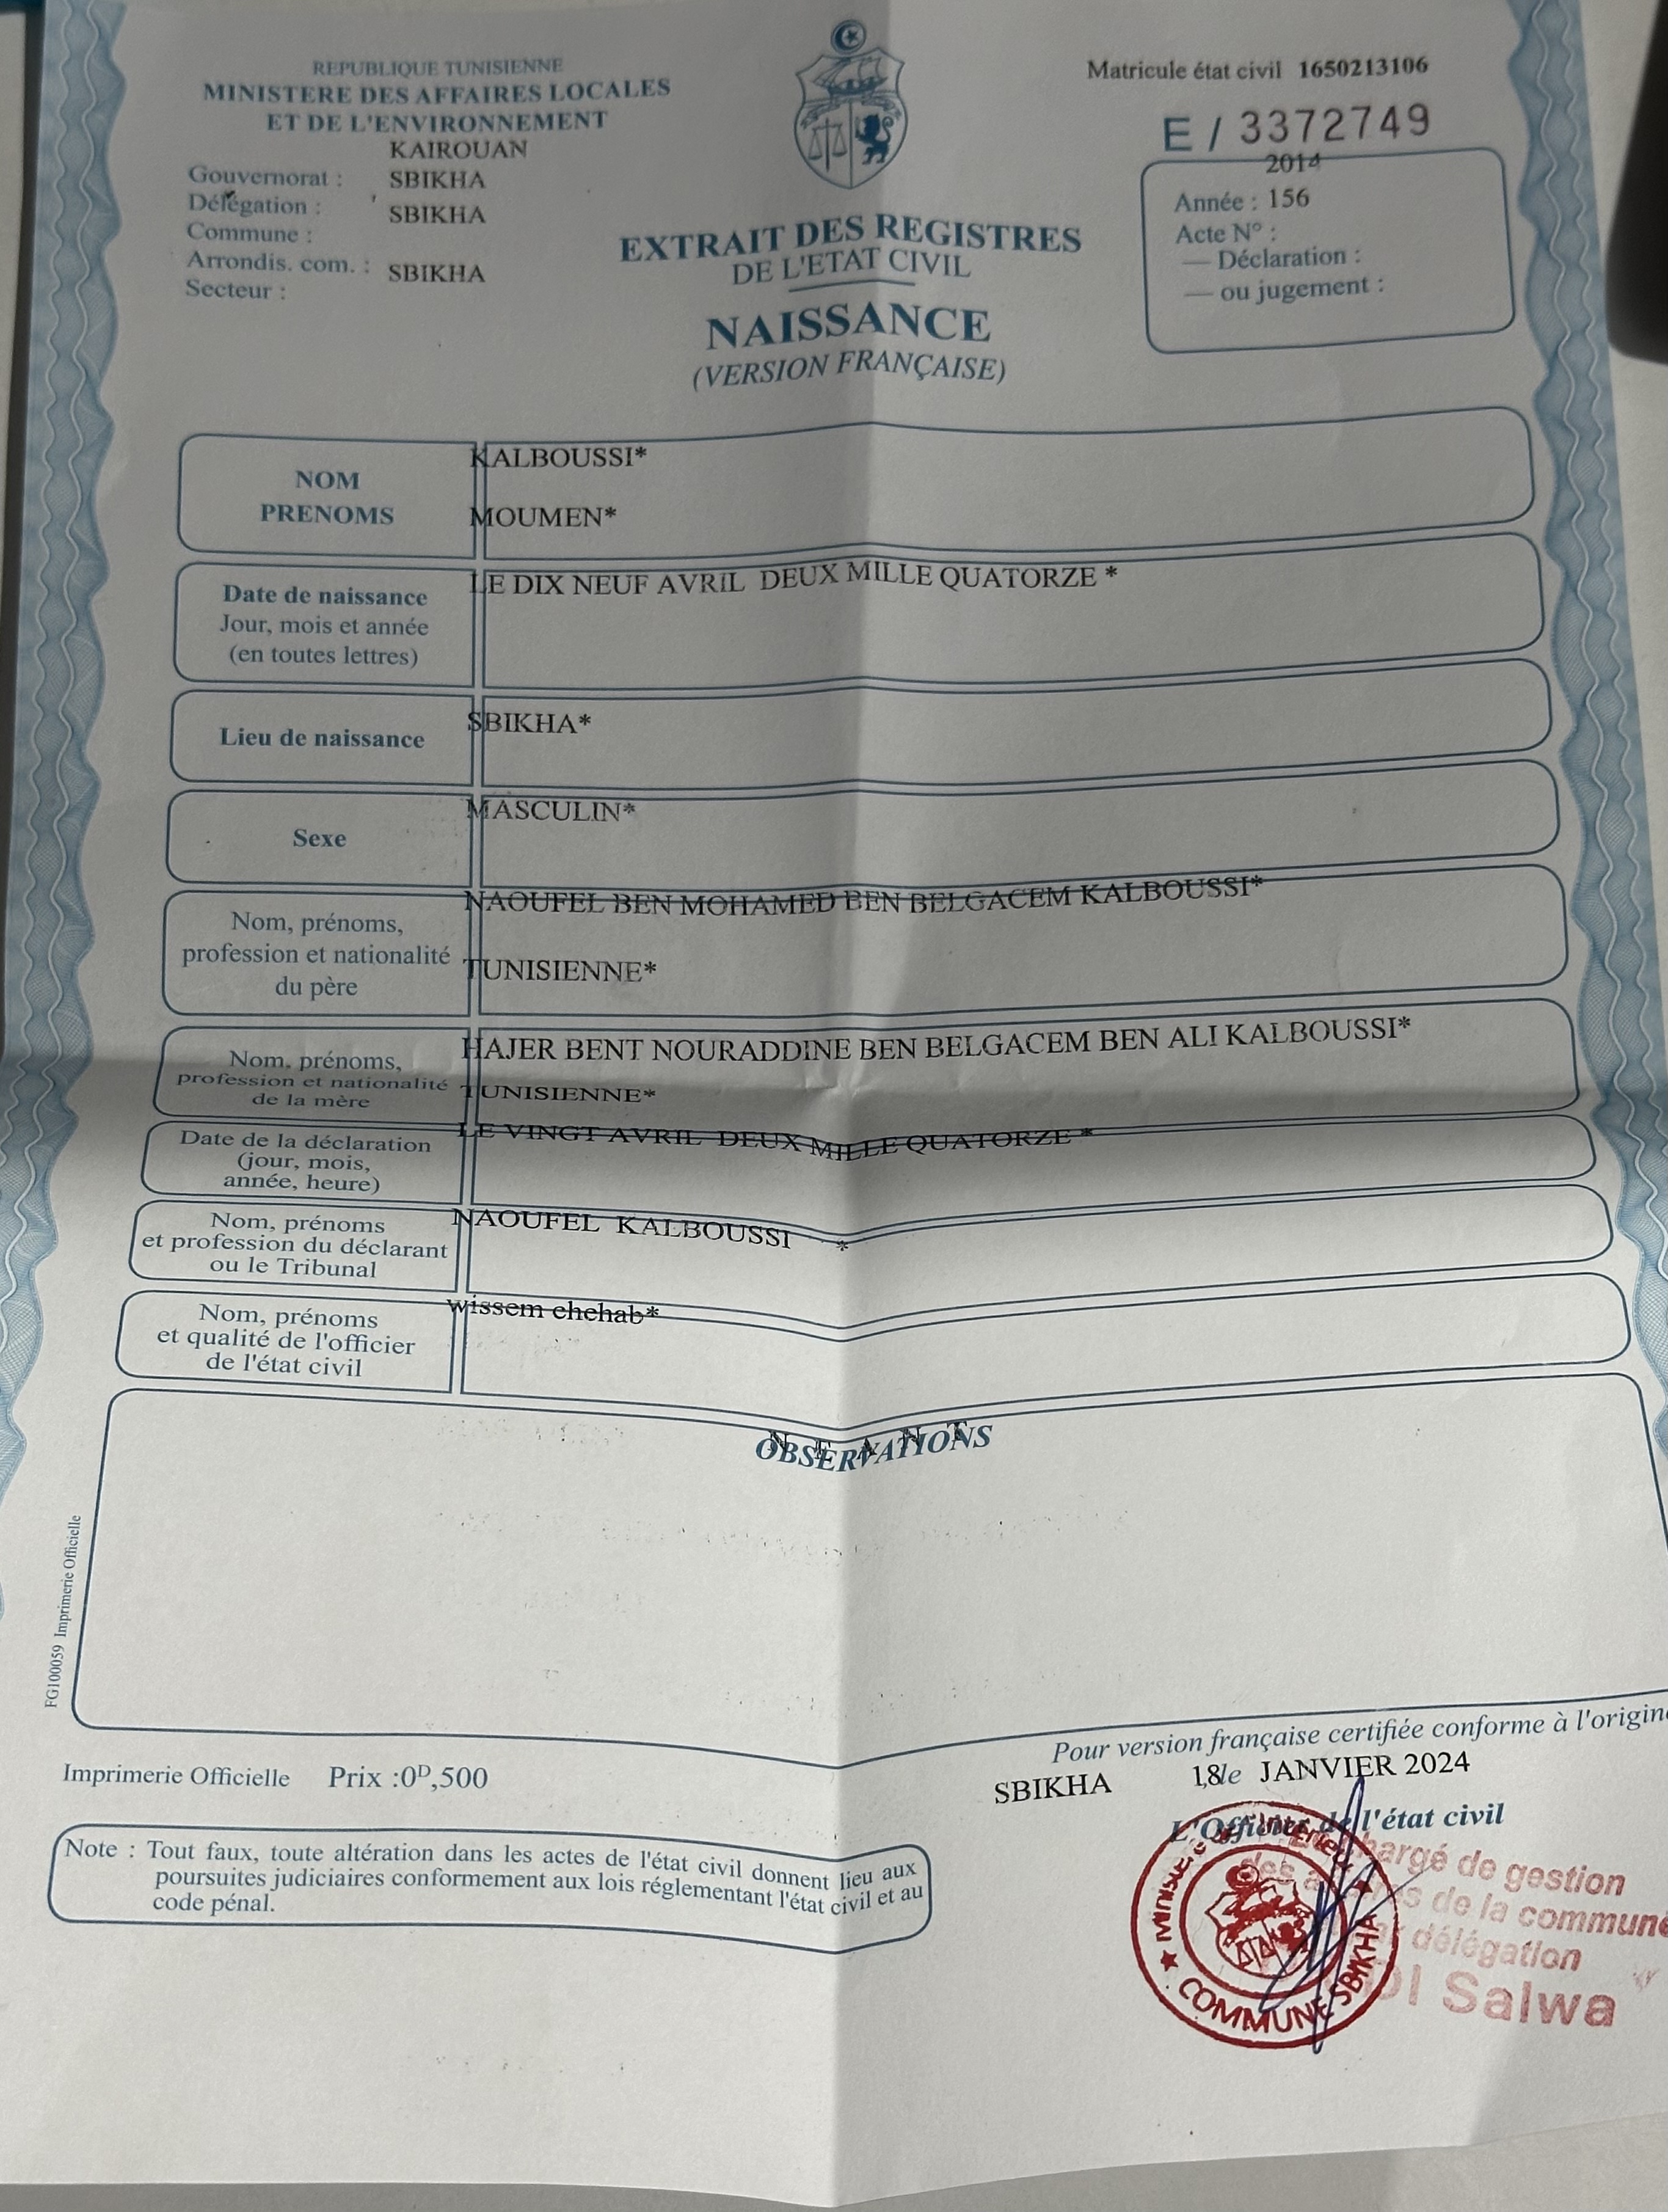 REPUBLIQUE TUNISIENNE
MINISTERE DES AFFAIRES LOCALES
ET DE L'ENVIRONNEMENT
KAIROUAN
Gouvernorat : SBIKHA
Délégation : SBIKHA
Commune :
Arrondis. com. : SBIKHA
Secteur :
Matricule état civil 1650213106
E / 3372749
2014
Année : 156
Acte N° :
— Déclaration :
— ou jugement :
EXTRAIT DES REGISTRES
DE L'ETAT CIVIL
NAISSANCE
(VERSION FRANÇAISE)
NOM
PRENOMS
KALBOUSSI*
MOUMEN*
Date de naissance
Jour, mois et année
(en toutes lettres)
LE DIX NEUF AVRIL DEUX MILLE QUATORZE *
Lieu de naissance
SBIKHA*
Sexe
MASCULIN*
Nom, prénoms,
profession et nationalité
du père
NAOUFEL BEN MOHAMED BEN BELGACEM KALBOUSSI*
TUNISIENNE*
Nom, prénoms,
profession et nationalité
de la mère
HAJER BENT NOURADDINE BEN BELGACEM BEN ALI KALBOUSSI*
TUNISIENNE*
Date de la déclaration
(jour, mois,
année, heure)
LE VINGT AVRIL DEUX MILLE QUATORZE *
Nom, prénoms
et profession du déclarant
ou le Tribunal
NAOUFEL KALBOUSSI *
Nom, prénoms
et qualité de l'officier
de l'état civil
wissem chehab*
OBSERVATIONS
N E A N T
FG100059 Imprimerie Officielle
Pour version française certifiée conforme à l'origine
SBIKHA 18, le JANVIER 2024
L'Officier de l'état civil
Imprimerie Officielle Prix :0ᴰ,500
Note : Tout faux, toute altération dans les actes de l'état civil donnent lieu aux
poursuites judiciaires conformement aux lois réglementant l'état civil et au
code pénal.
COMMUNE SBIKHA
chargé de gestion
des de la commune
délégation
Salwa